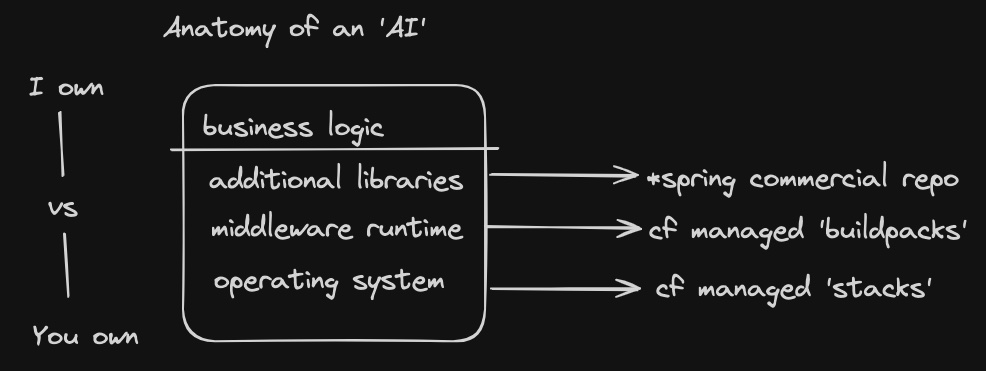 Anatomy of an 'AI'
I own
business logic
additional libraries
*spring commercial repo
vs
middleware runtime
cf managed 'buildpacks'
operating system
cf managed 'stacks'
You own